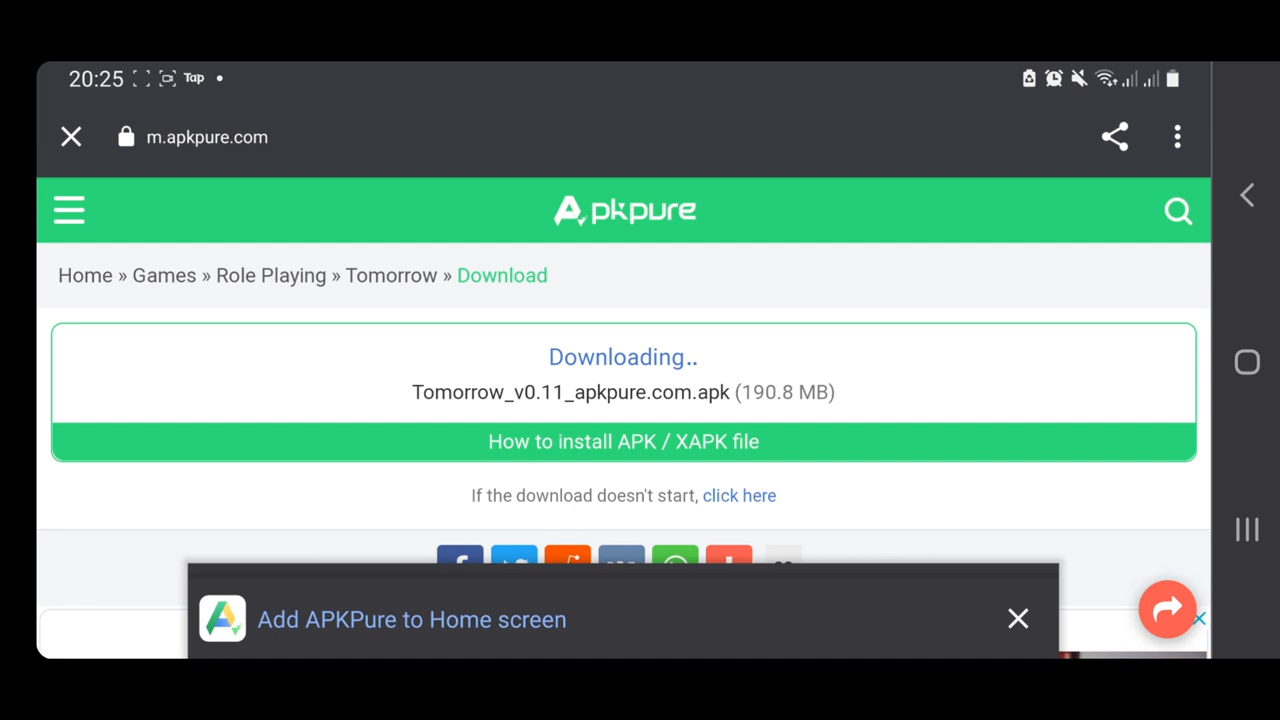 20:25 Tap
m.apkpure.com
Apkpure
Home » Games » Role Playing » Tomorrow » Download
Downloading..
Tomorrow_v0.11_apkpure.com.apk (190.8 MB)
How to install APK / XAPK file
If the download doesn't start, click here
Add APKPure to Home screen